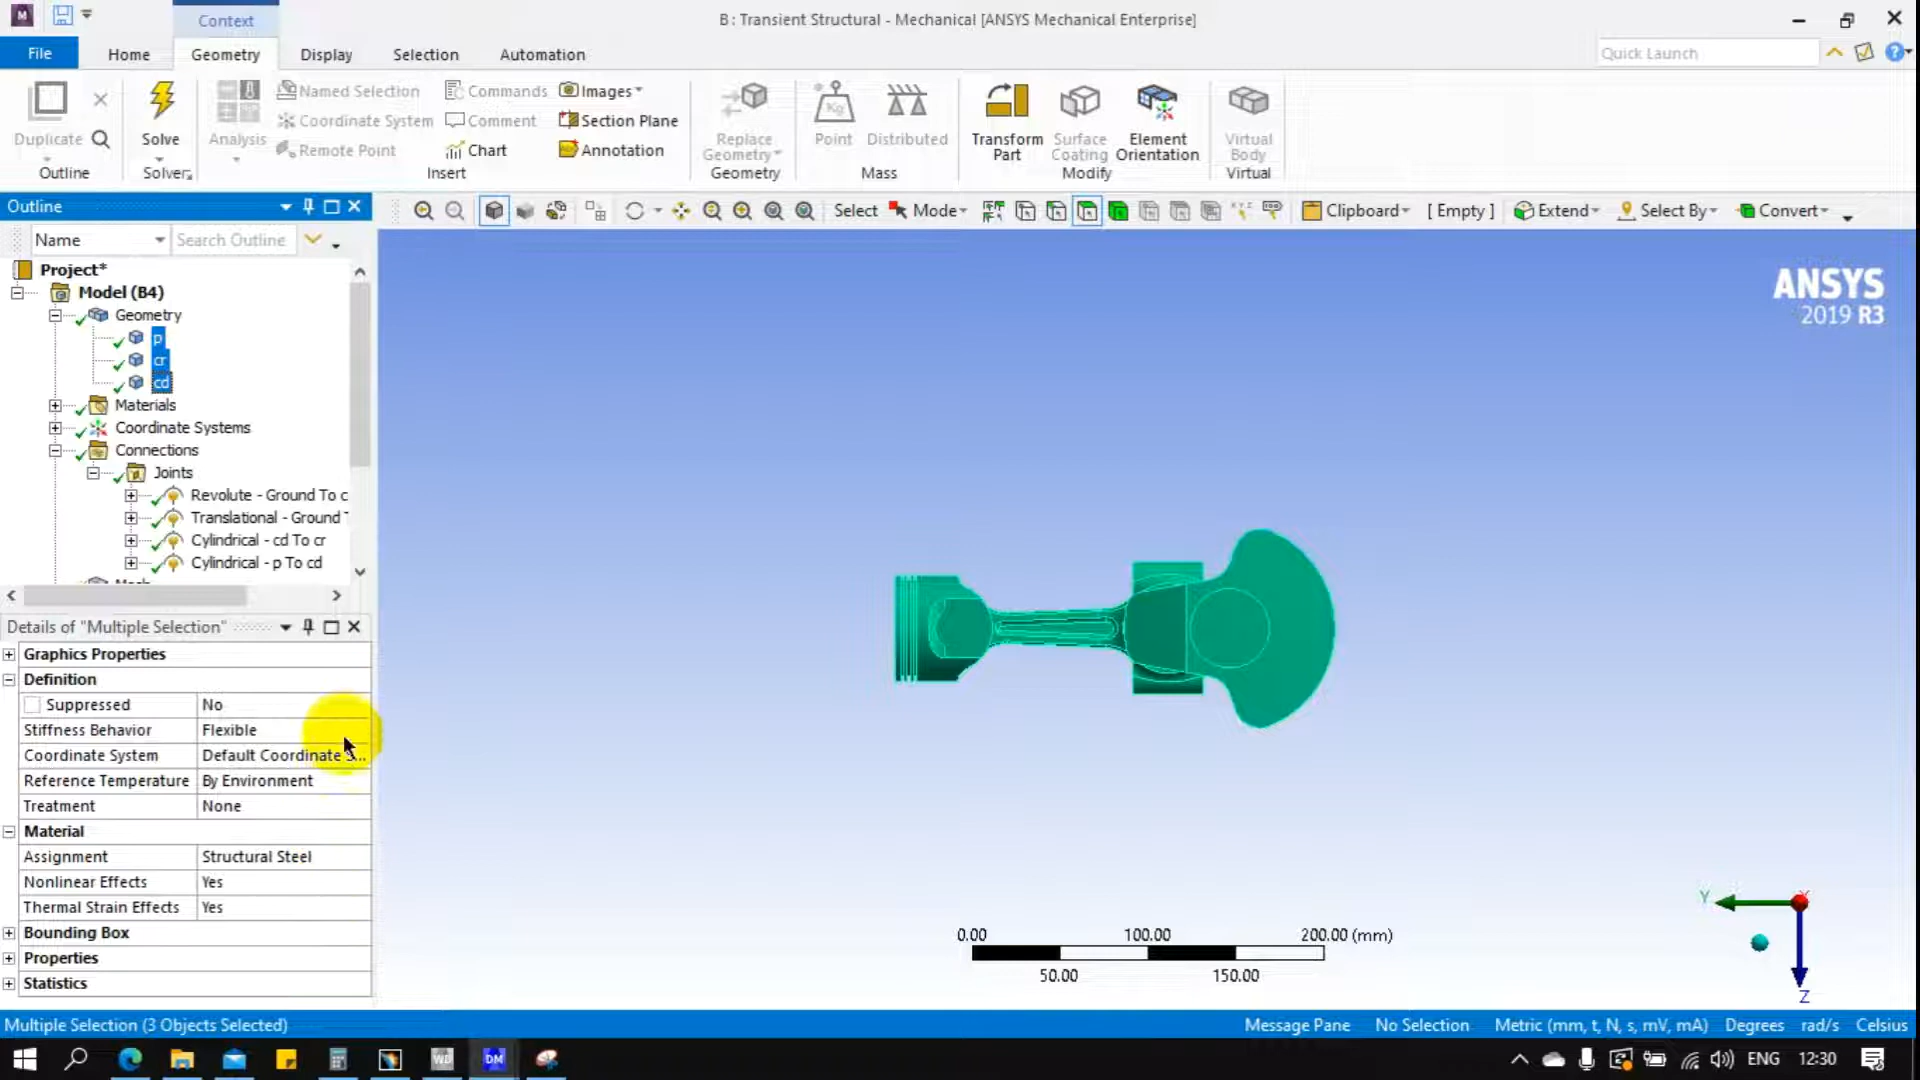 Context
B : Transient Structural - Mechanical [ANSYS Mechanical Enterprise]
File
Home
Geometry
Display
Selection
Automation
Quick Launch
Duplicate
Outline
Solve
Solver
Analysis
Named Selection
Coordinate System
Remote Point
Commands
Comment
Chart
Images
Section Plane
Annotation
Insert
Replace
Geometry
Geometry
Kg
Point
Distributed
Mass
Transform
Part
Surface
Coating
Element
Orientation
Modify
Virtual
Body
Virtual
Outline
Select
Mode
Clipboard
[ Empty ]
Extend
Select By
Convert
Name
Search Outline
Project*
Model (B4)
Geometry
p
cr
cd
Materials
Coordinate Systems
Connections
Joints
Revolute - Ground To c
Translational - Ground
Cylindrical - cd To cr
Cylindrical - p To cd
ANSYS
2019 R3
Details of "Multiple Selection"
Graphics Properties
Definition
Suppressed No
Stiffness Behavior Flexible
Coordinate System Default Coordinate S...
Reference Temperature By Environment
Treatment None
Material
Assignment Structural Steel
Nonlinear Effects Yes
Thermal Strain Effects Yes
Bounding Box
Properties
Statistics
0.00 100.00 200.00 (mm)
50.00 150.00
Y
X
Z
Multiple Selection (3 Objects Selected)
Message Pane
No Selection
Metric (mm, t, N, s, mV, mA)
Degrees
rad/s
Celsius
WB
DM
ENG
12:30